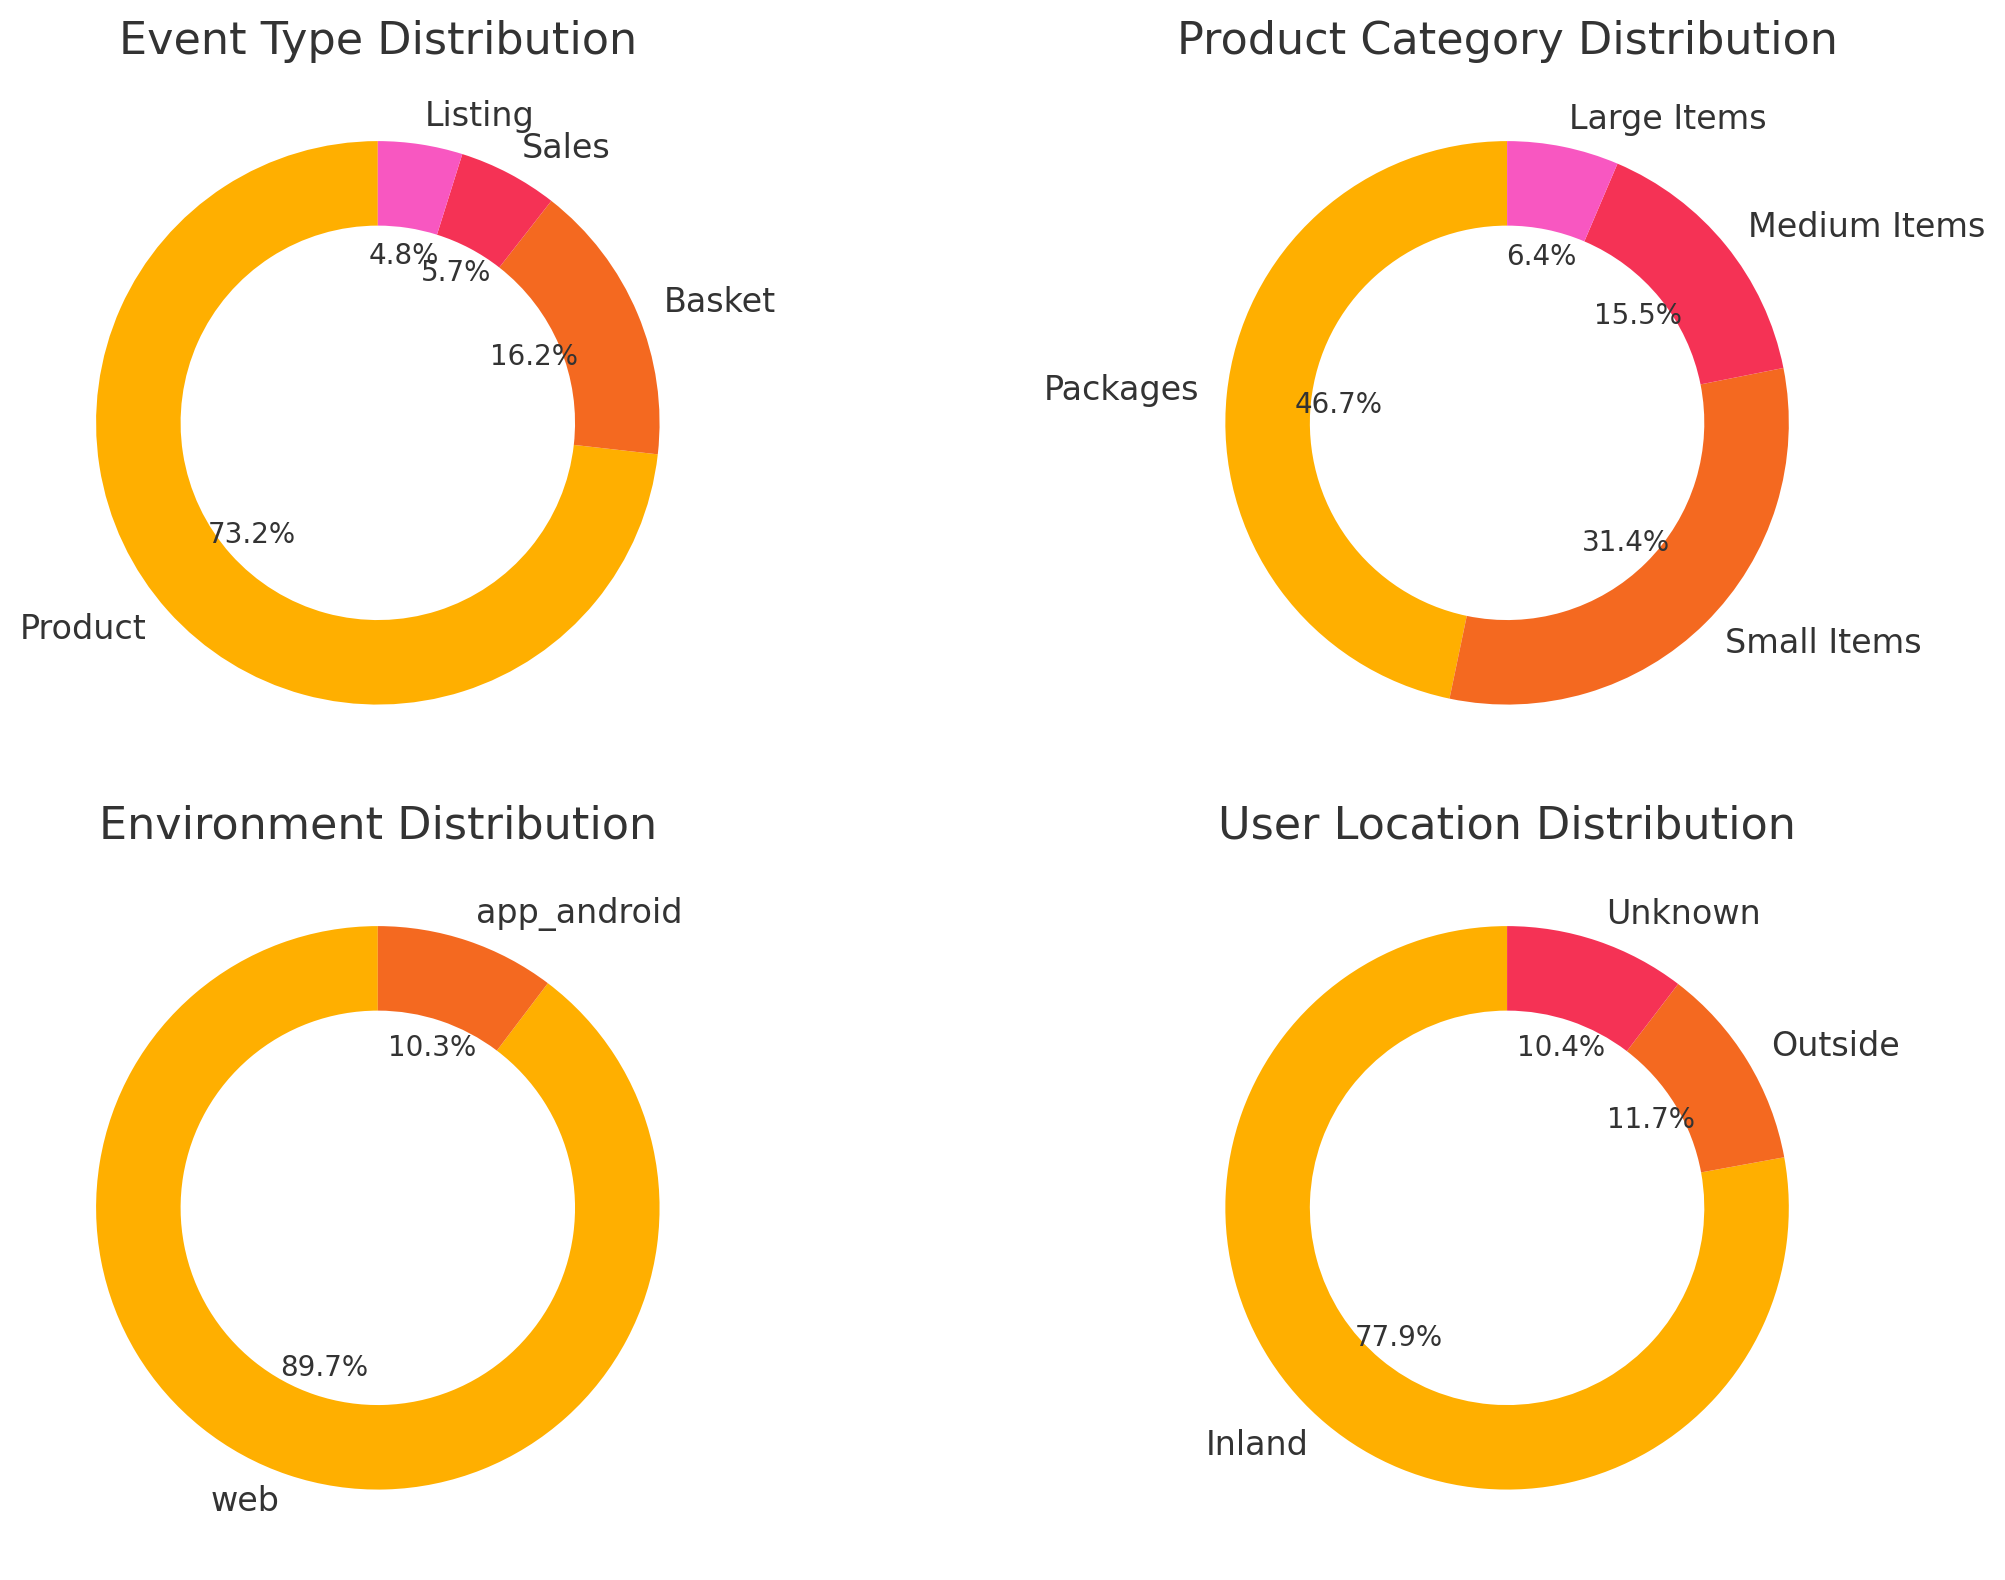 Event Type Distribution
Listing
Sales
Basket
Product
4.8%
5.7%
16.2%
73.2%
Product Category Distribution
Large Items
Medium Items
Packages
Small Items
6.4%
15.5%
46.7%
31.4%
Environment Distribution
app_android
10.3%
89.7%
web
User Location Distribution
Unknown
Outside
10.4%
11.7%
77.9%
Inland